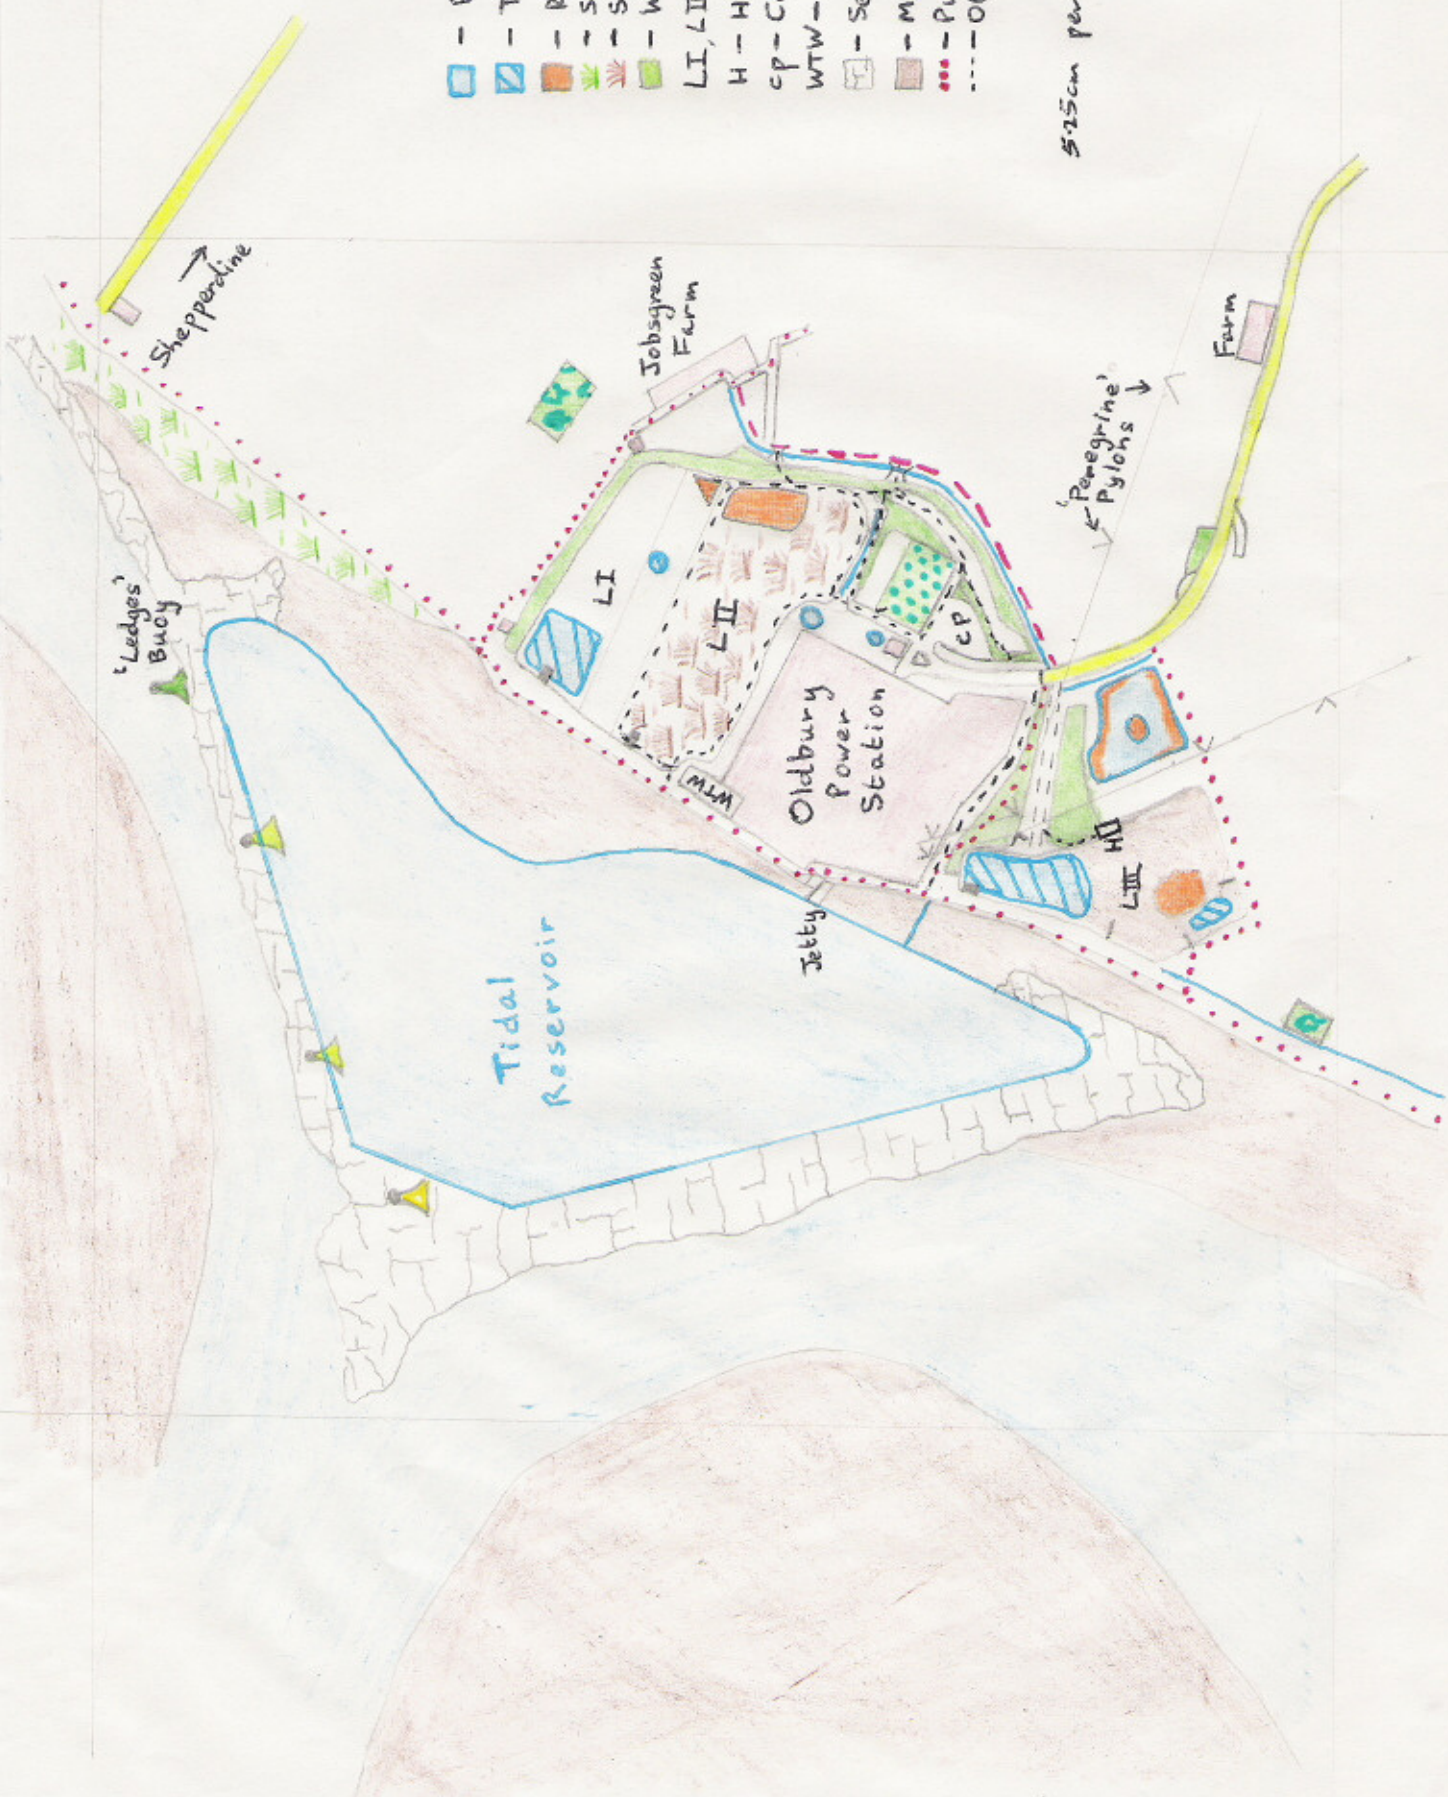 'Ledges'
Buoy
Shepperdine
Jobsgreen
Farm
Farm
'Peregrine'
Pylons
LI
LII
CP
Oldbury
Power
Station
WTW
Jetty
LIII
H
Tidal
Reservoir
LI, LII
H - H
CP - C
WTW -
5.25cm per